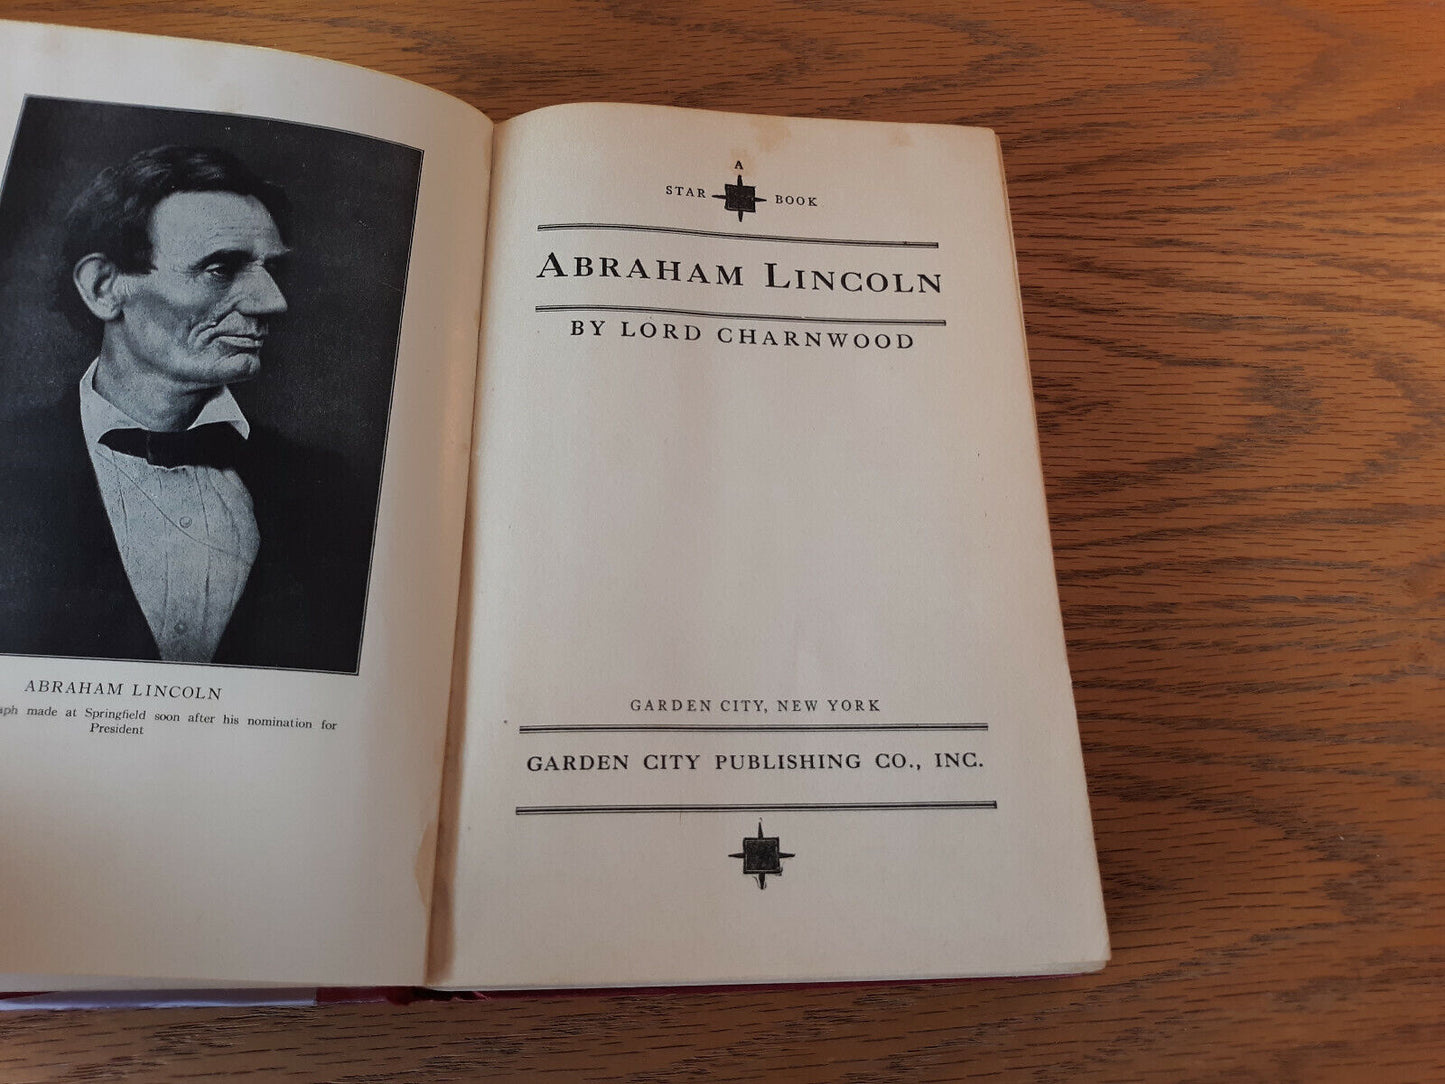 ABRAHAM LINCOLN
made at Springfield soon after his nomination for
President
A
STAR BOOK
ABRAHAM LINCOLN
BY LORD CHARNWOOD
GARDEN CITY, NEW YORK
GARDEN CITY PUBLISHING CO., INC.